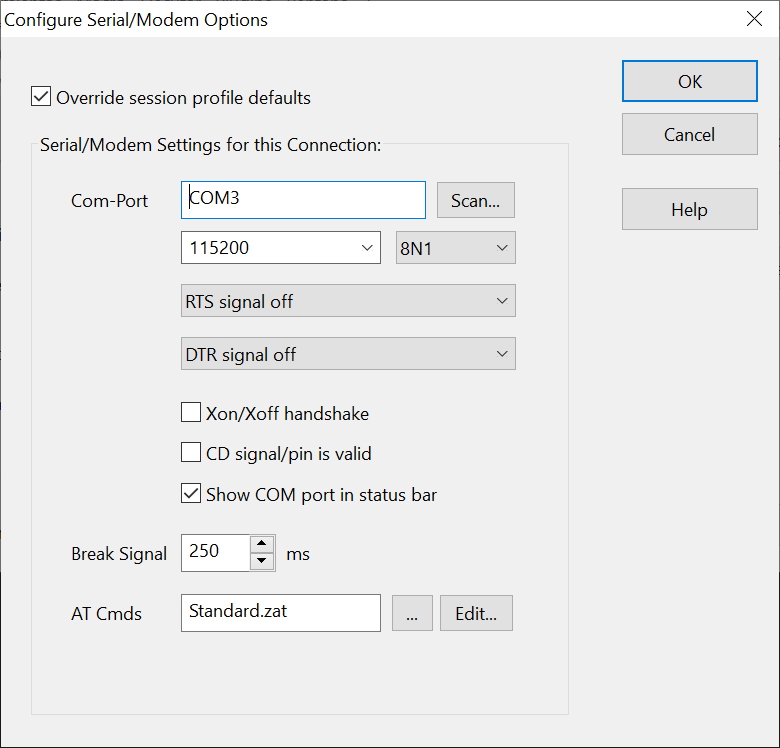 Configure Serial/Modem Options
Override session profile defaults
OK
Cancel
Help
Serial/Modem Settings for this Connection:
Com-Port COM3 Scan...
115200 8N1
RTS signal off
DTR signal off
Xon/Xoff handshake
CD signal/pin is valid
Show COM port in status bar
Break Signal 250 ms
AT Cmds Standard.zat ... Edit...